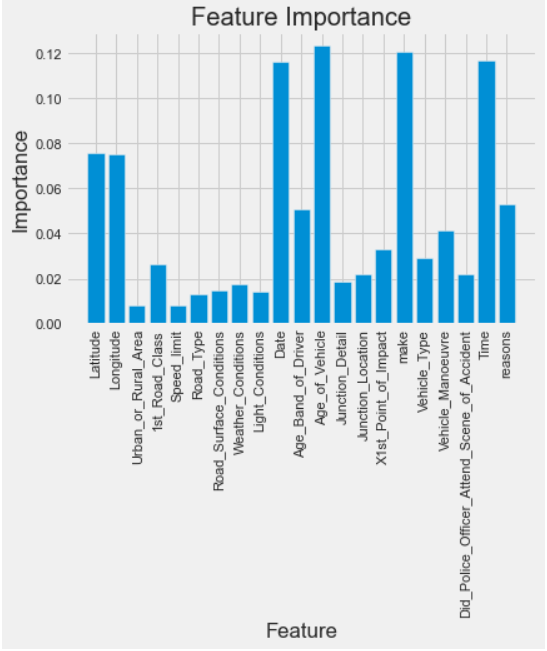 Feature Importance
Importance
0.12
0.10
0.08
0.06
0.04
0.02
0.00
Latitude
Longitude
Urban_or_Rural_Area
1st_Road_Class
Speed_limit
Road_Type
Road_Surface_Conditions
Weather_Conditions
Light_Conditions
Date
Age_Band_of_Driver
Age_of_Vehicle
Junction_Detail
Junction_Location
X1st_Point_of_Impact
make
Vehicle_Type
Vehicle_Manoeuvre
Did_Police_Officer_Attend_Scene_of_Accident
Time
reasons
Feature